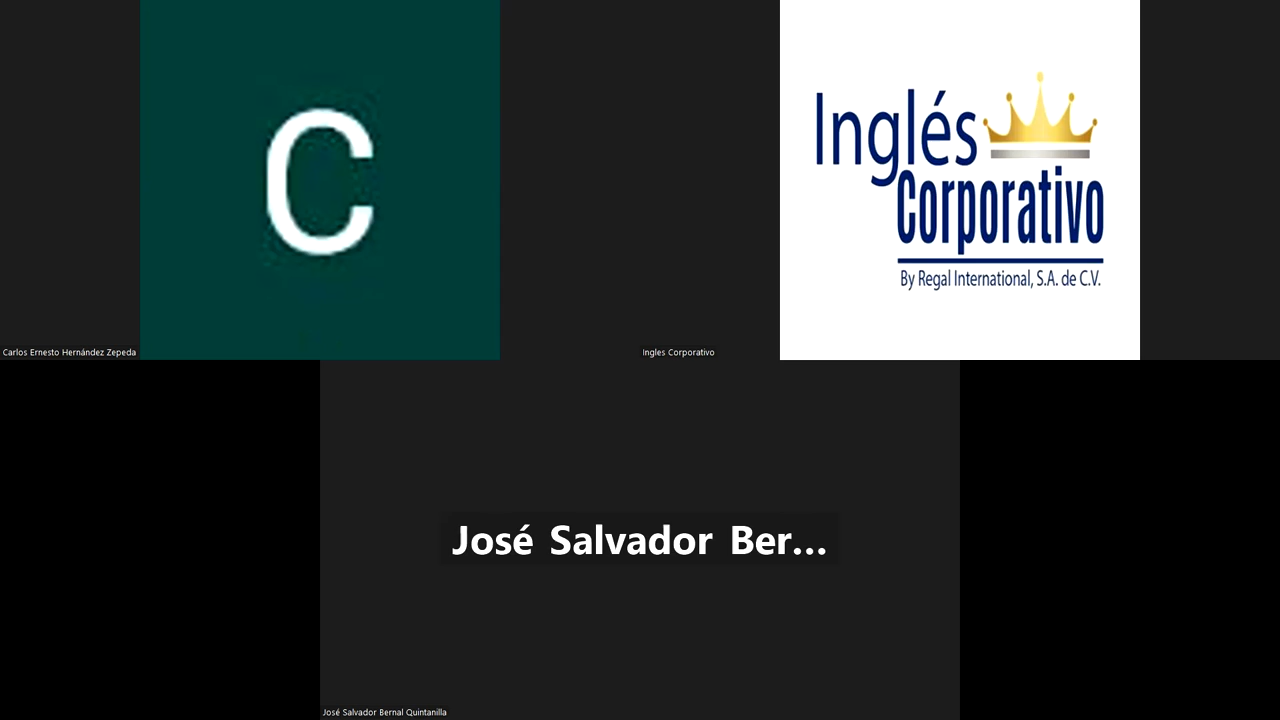 C
Carlos Ernesto Hernández Zepeda
Inglés
Corporativo
By Regal International, S.A. de C.V.
Ingles Corporativo
José Salvador Ber...
José Salvador Bernal Quintanilla